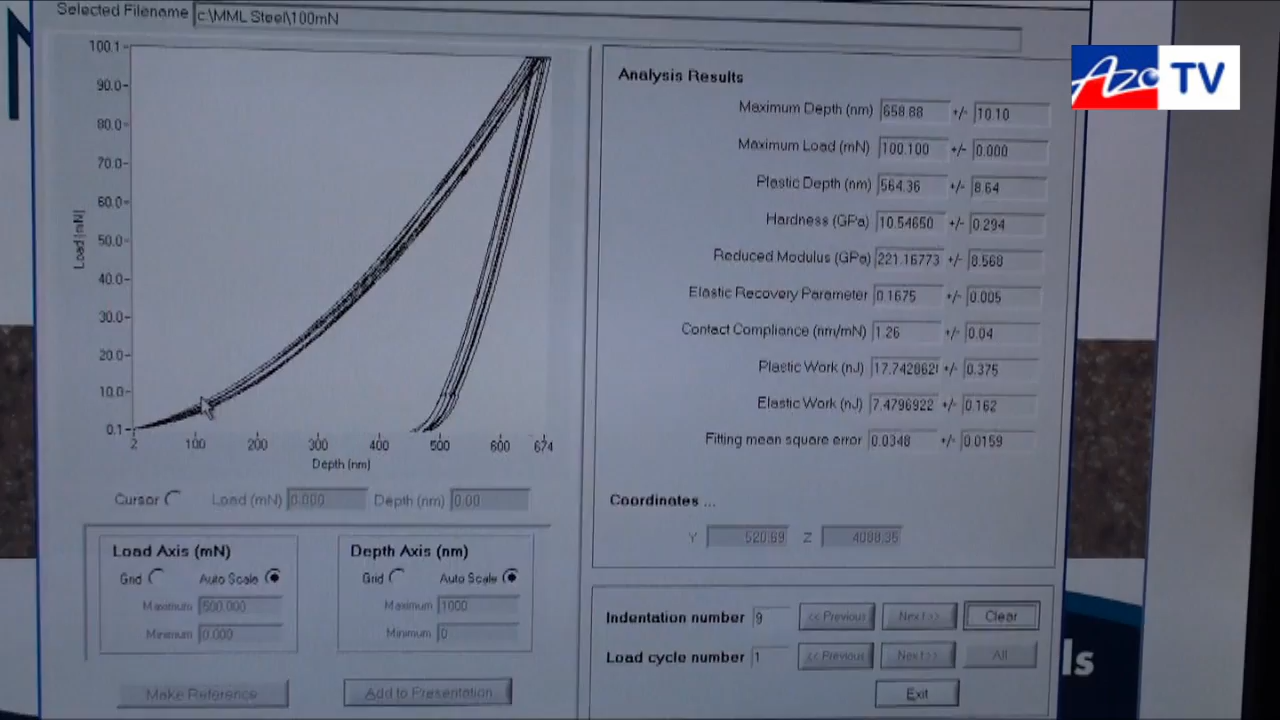 Selected Filename c:\MML Steel\100mN
AZO TV
100.1
90.0
80.0
70.0
60.0
50.0
40.0
30.0
20.0
10.0
0.1
Load [mN]
2 100 200 300 400 500 600 674
Depth (nm)
Cursor Load (mN) 0.000 Depth (nm) 0.00
Load Axis (mN)
Grid Auto Scale
Maximum 500.000
Minimum 0.000
Depth Axis (nm)
Grid Auto Scale
Maximum 1000
Minimum 0
Make Reference Add to Presentation
Analysis Results
Maximum Depth (nm) 658.88 +/- 10.10
Maximum Load (mN) 100.100 +/- 0.000
Plastic Depth (nm) 564.36 +/- 8.64
Hardness (GPa) 10.54650 +/- 0.294
Reduced Modulus (GPa) 221.16773 +/- 8.568
Elastic Recovery Parameter 0.1675 +/- 0.005
Contact Compliance (nm/mN) 1.26 +/- 0.04
Plastic Work (nJ) 17.742062 +/- 0.375
Elastic Work (nJ) 7.4796922 +/- 0.162
Fitting mean square error 0.0348 +/- 0.0159
Coordinates ...
Y 520.69 Z 4088.35
Indentation number 9 << Previous Next >> Clear
Load cycle number 1 << Previous Next >> All
Exit
ls